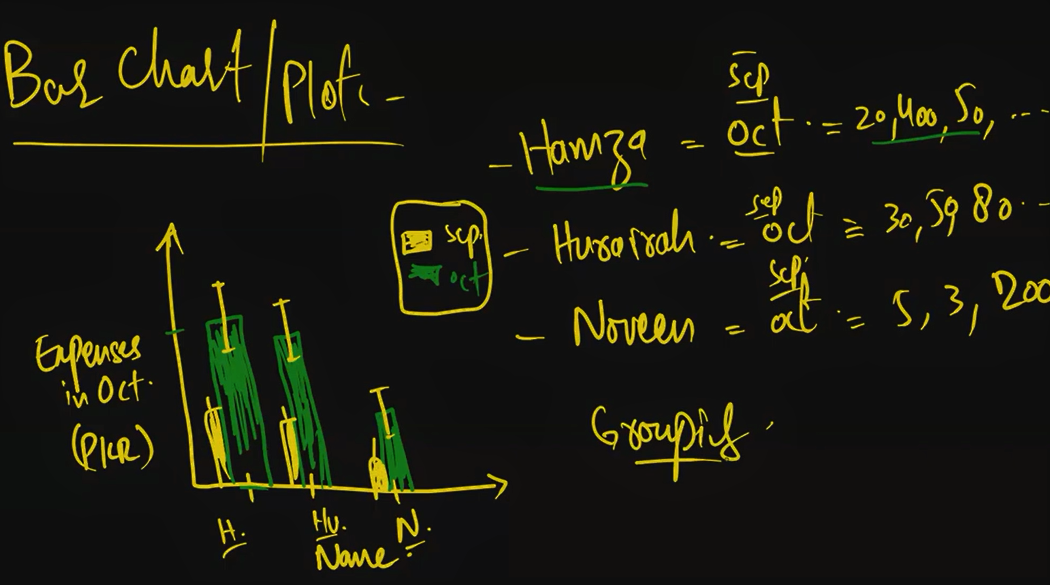 Bar Chart/Plot:-
sep
- Hamza = oct. = 20,400,50, ...
sep
- Hurairah. = oct = 30,59 80...
sep
- Noveen = oct. = 5, 3, 200
sep.
oct
Expenses
in Oct.
(PKR)
H. Hu. N.
Name
Grouping.